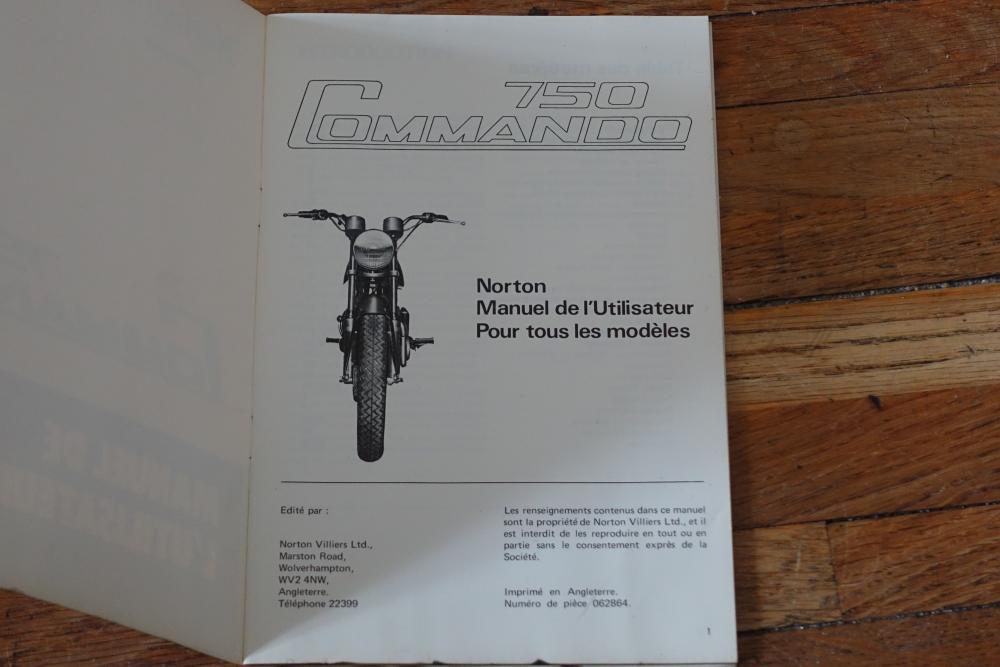 750
COMMANDO
Norton
Manuel de l'Utilisateur
Pour tous les modèles
Edité par :
Norton Villiers Ltd.,
Marston Road,
Wolverhampton,
WV2 4NW,
Angleterre.
Téléphone 22399
Les renseignements contenus dans ce manuel
sont la propriété de Norton Villiers Ltd., et il
est interdit de les reproduire en tout ou en
partie sans le consentement exprès de la
Société.
Imprimé en Angleterre.
Numéro de pièce 062864.
1